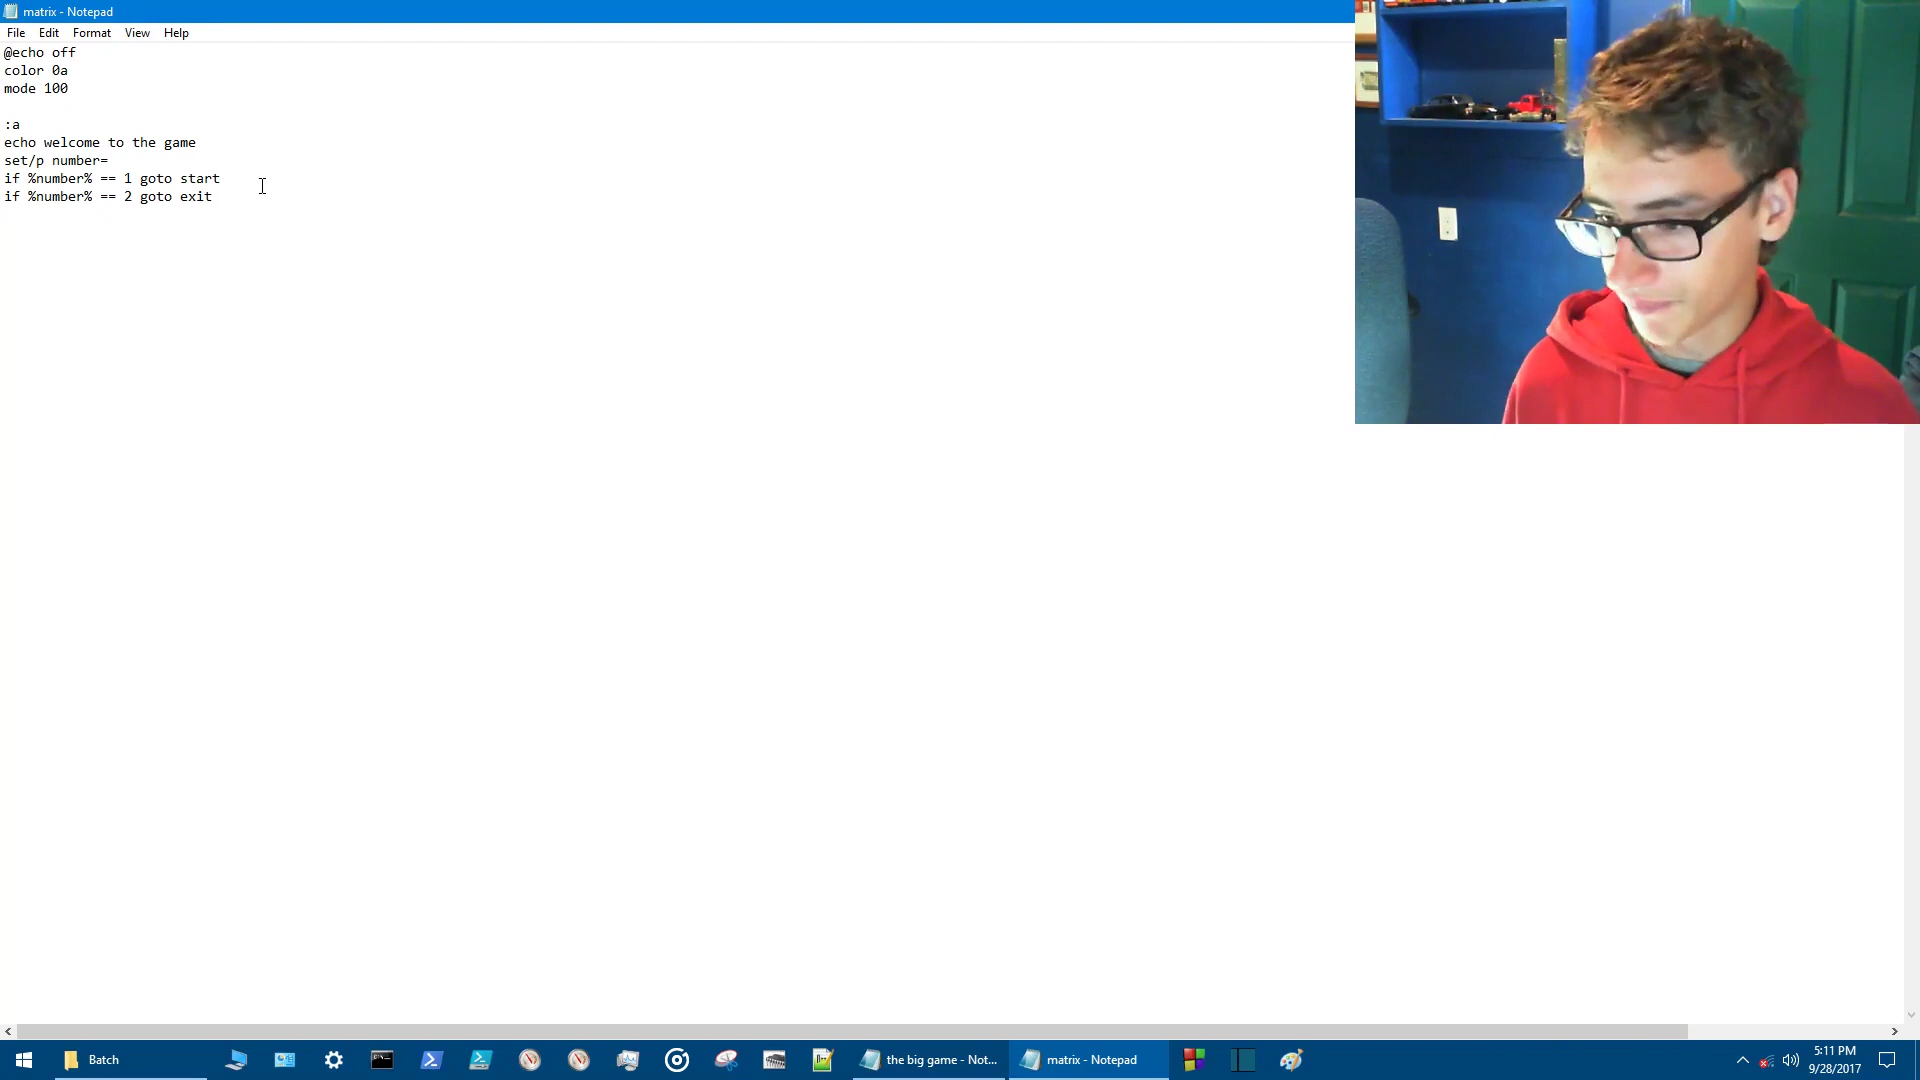 matrix - Notepad
File Edit Format View Help
@echo off
color 0a
mode 100
:a
echo welcome to the game
set/p number=
if %number% == 1 goto start
if %number% == 2 goto exit
Batch
the big game - Not...
matrix - Notepad
5:11 PM
9/28/2017